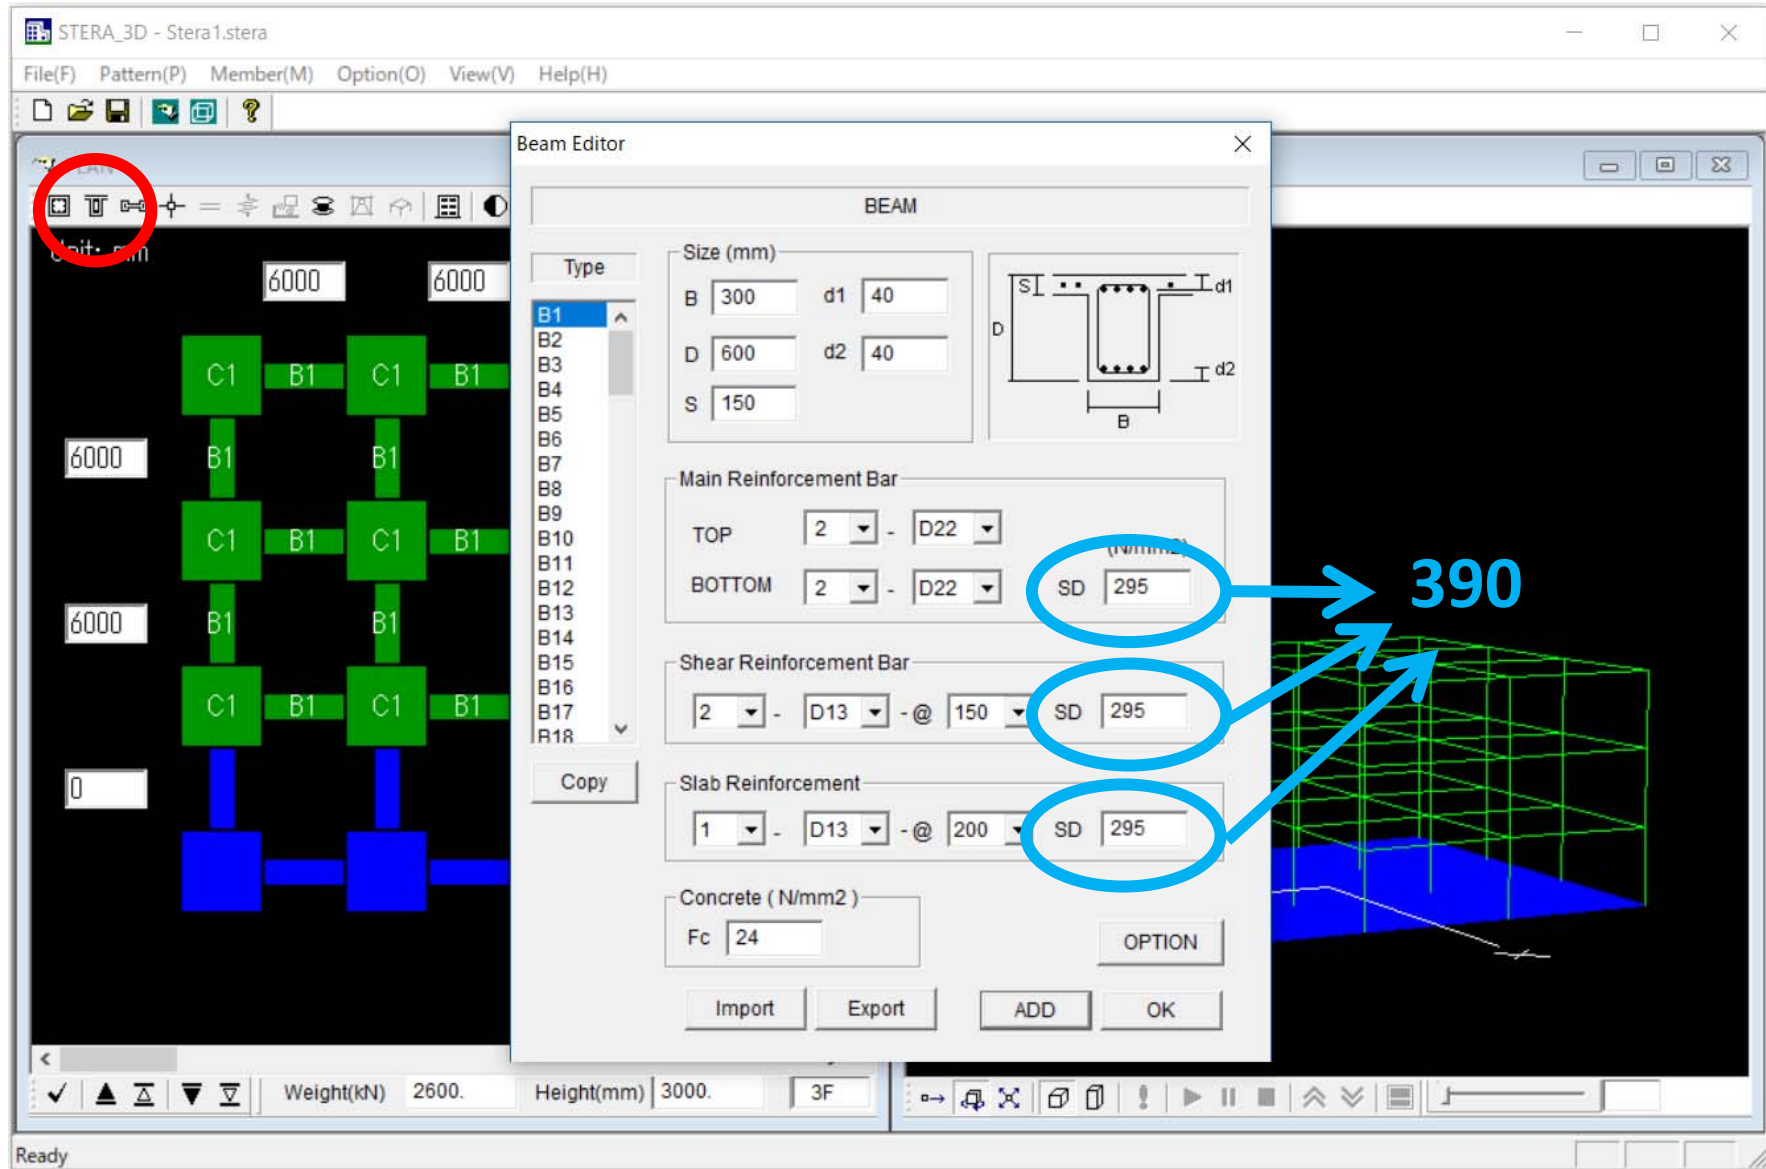 STERA_3D - Stera1.stera
File(F) Pattern(P) Member(M) Option(O) View(V) Help(H)
Beam Editor
BEAM
Unit: mm
6000 6000
C1 B1 C1 B1
6000 B1 B1
C1 B1 C1 B1
6000 B1 B1
C1 B1 C1 B1
0
Type
B1
B2
B3
B4
B5
B6
B7
B8
B9
B10
B11
B12
B13
B14
B15
B16
B17
B18
Copy
Size (mm)
B 300 d1 40
D 600 d2 40
S 150
S d1
D
d2
B
Main Reinforcement Bar
TOP 2 - D22
(N/mm2)
BOTTOM 2 - D22 SD 295
390
Shear Reinforcement Bar
2 - D13 -@ 150 SD 295
Slab Reinforcement
1 - D13 -@ 200 SD 295
Concrete ( N/mm2 )
Fc 24
OPTION
Import Export ADD OK
Weight(kN) 2600. Height(mm) 3000. 3F
Ready